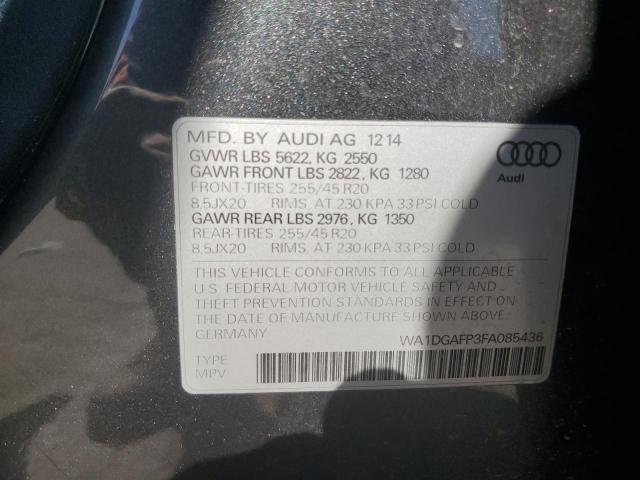 MFD. BY AUDI AG 12 14
GVWR LBS 5622, KG 2550
GAWR FRONT LBS 2822, KG 1280
FRONT-TIRES 255/45 R20
8,5JX20 RIMS, AT 230 KPA 33 PSI COLD
GAWR REAR LBS 2976, KG 1350
REAR-TIRES 255/45 R20
8,5JX20 RIMS, AT 230 KPA 33 PSI COLD
Audi
THIS VEHICLE CONFORMS TO ALL APPLICABLE
U.S. FEDERAL MOTOR VEHICLE SAFETY AND
THEFT PREVENTION STANDARDS IN EFFECT ON
THE DATE OF MANUFACTURE SHOWN ABOVE.
GERMANY
WA1DGAFP3FA085436
TYPE
MPV